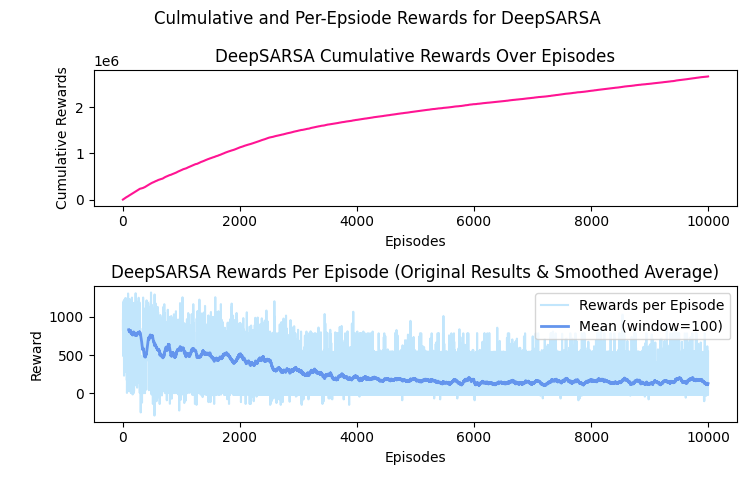 Culmulative and Per-Epsiode Rewards for DeepSARSA
DeepSARSA Cumulative Rewards Over Episodes
1e6
Cumulative Rewards
2
1
0
0 2000 4000 6000 8000 10000
Episodes
DeepSARSA Rewards Per Episode (Original Results & Smoothed Average)
Reward
1000
500
0
Rewards per Episode
Mean (window=100)
0 2000 4000 6000 8000 10000
Episodes